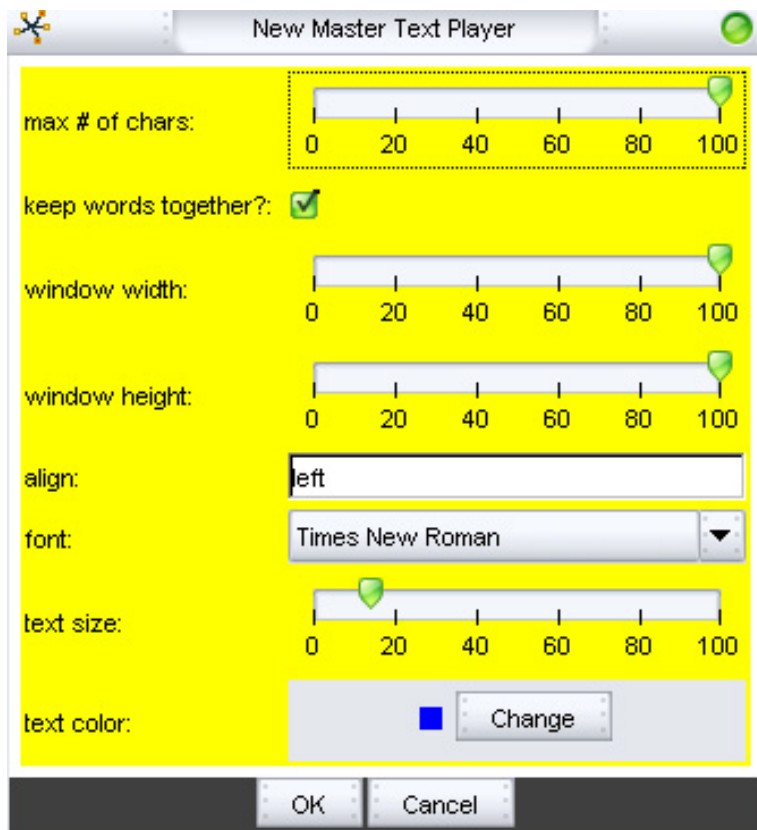 New Master Text Player
max # of chars:
0 20 40 60 80 100
keep words together?:
window width:
0 20 40 60 80 100
window height:
0 20 40 60 80 100
align: left
font: Times New Roman
text size:
0 20 40 60 80 100
text color: Change
OK Cancel